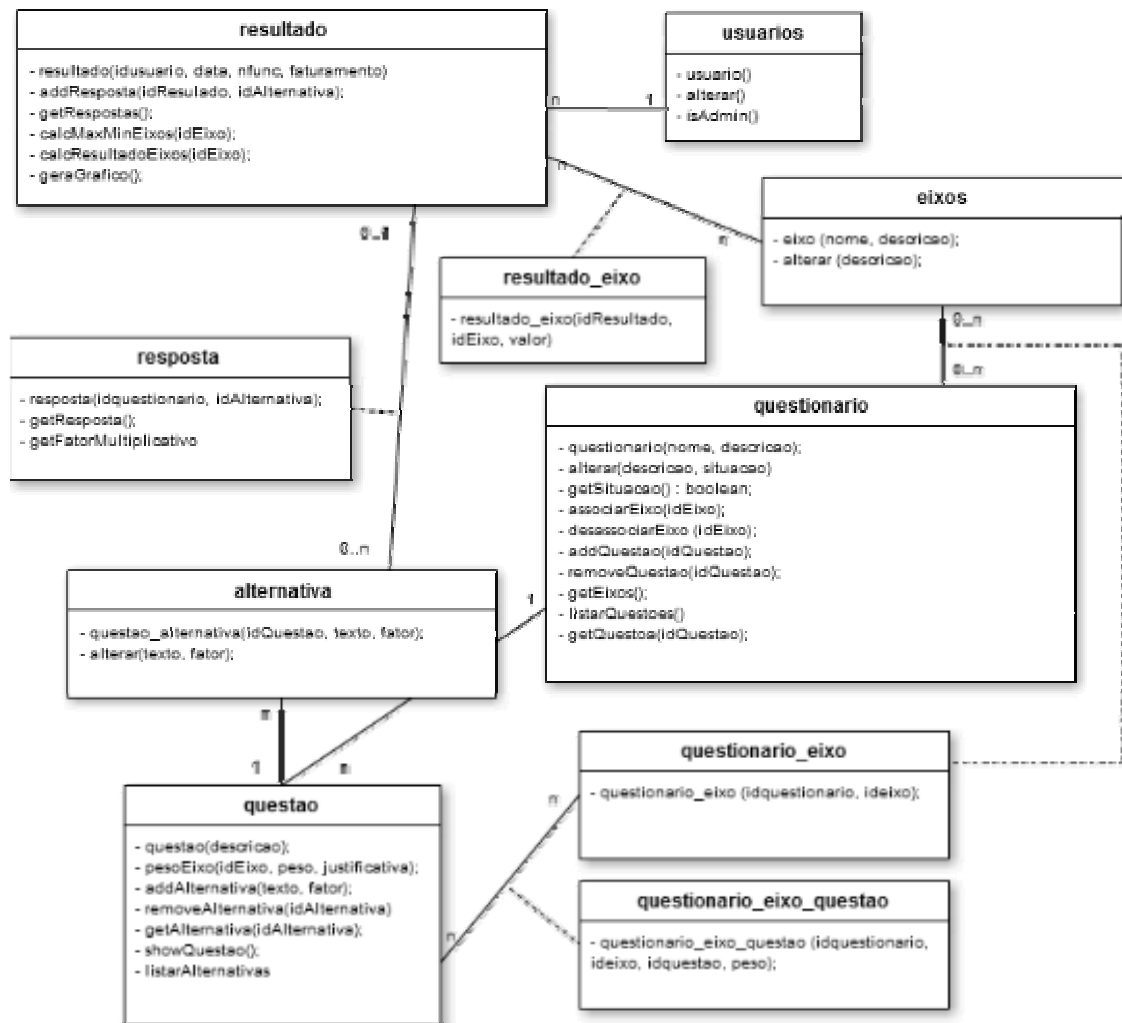 resultado
- resultado(idusuario, data, nfunc, faturamento)
- addResposta(idResulado, idAlternativa);
- getRespostas();
- calcMaxMinEixos(idEixo);
- calcResultadoEixos(idEixo);
- geraGrafico();
usuarios
- usuario()
- alterar()
- isAdmin()
n
1
n
n
eixos
- eixo (nome, descricao);
- alterar (descricao);
resultado_eixo
- resultado_eixo(idResultado,
idEixo, valor)
0..n
0..n
resposta
- resposta(idquestionario, idAlternativa);
- getResposta();
- getFatorMultiplicativo
questionario
- questionario(nome, descricao);
- alterar(descricao, situacao)
- getSituacao() : boolean;
- associarEixo(idEixo);
- desassociarEixo (idEixo);
- addQuestao(idQuestao);
- removeQuestao(idQuestao);
- getEixos();
- listarQuestoes()
- getQuestoa(idQuestao);
0..n
alternativa
- questao_alternativa(idQuestao, texto, fator);
- alterar(texto, fator);
1
n
1
n
questao
- questao(descricao);
- pesoEixo(idEixo, peso, justificativa);
- addAlternativa(texto, fator);
- removeAlternativa(idAlternativa)
- getAlternativa(idAlternativa);
- showQuestao();
- listarAlternativas
n
n
questionario_eixo
- questionario_eixo (idquestionario, ideixo);
questionario_eixo_questao
- questionario_eixo_questao (idquestionario,
ideixo, idquestao, peso);